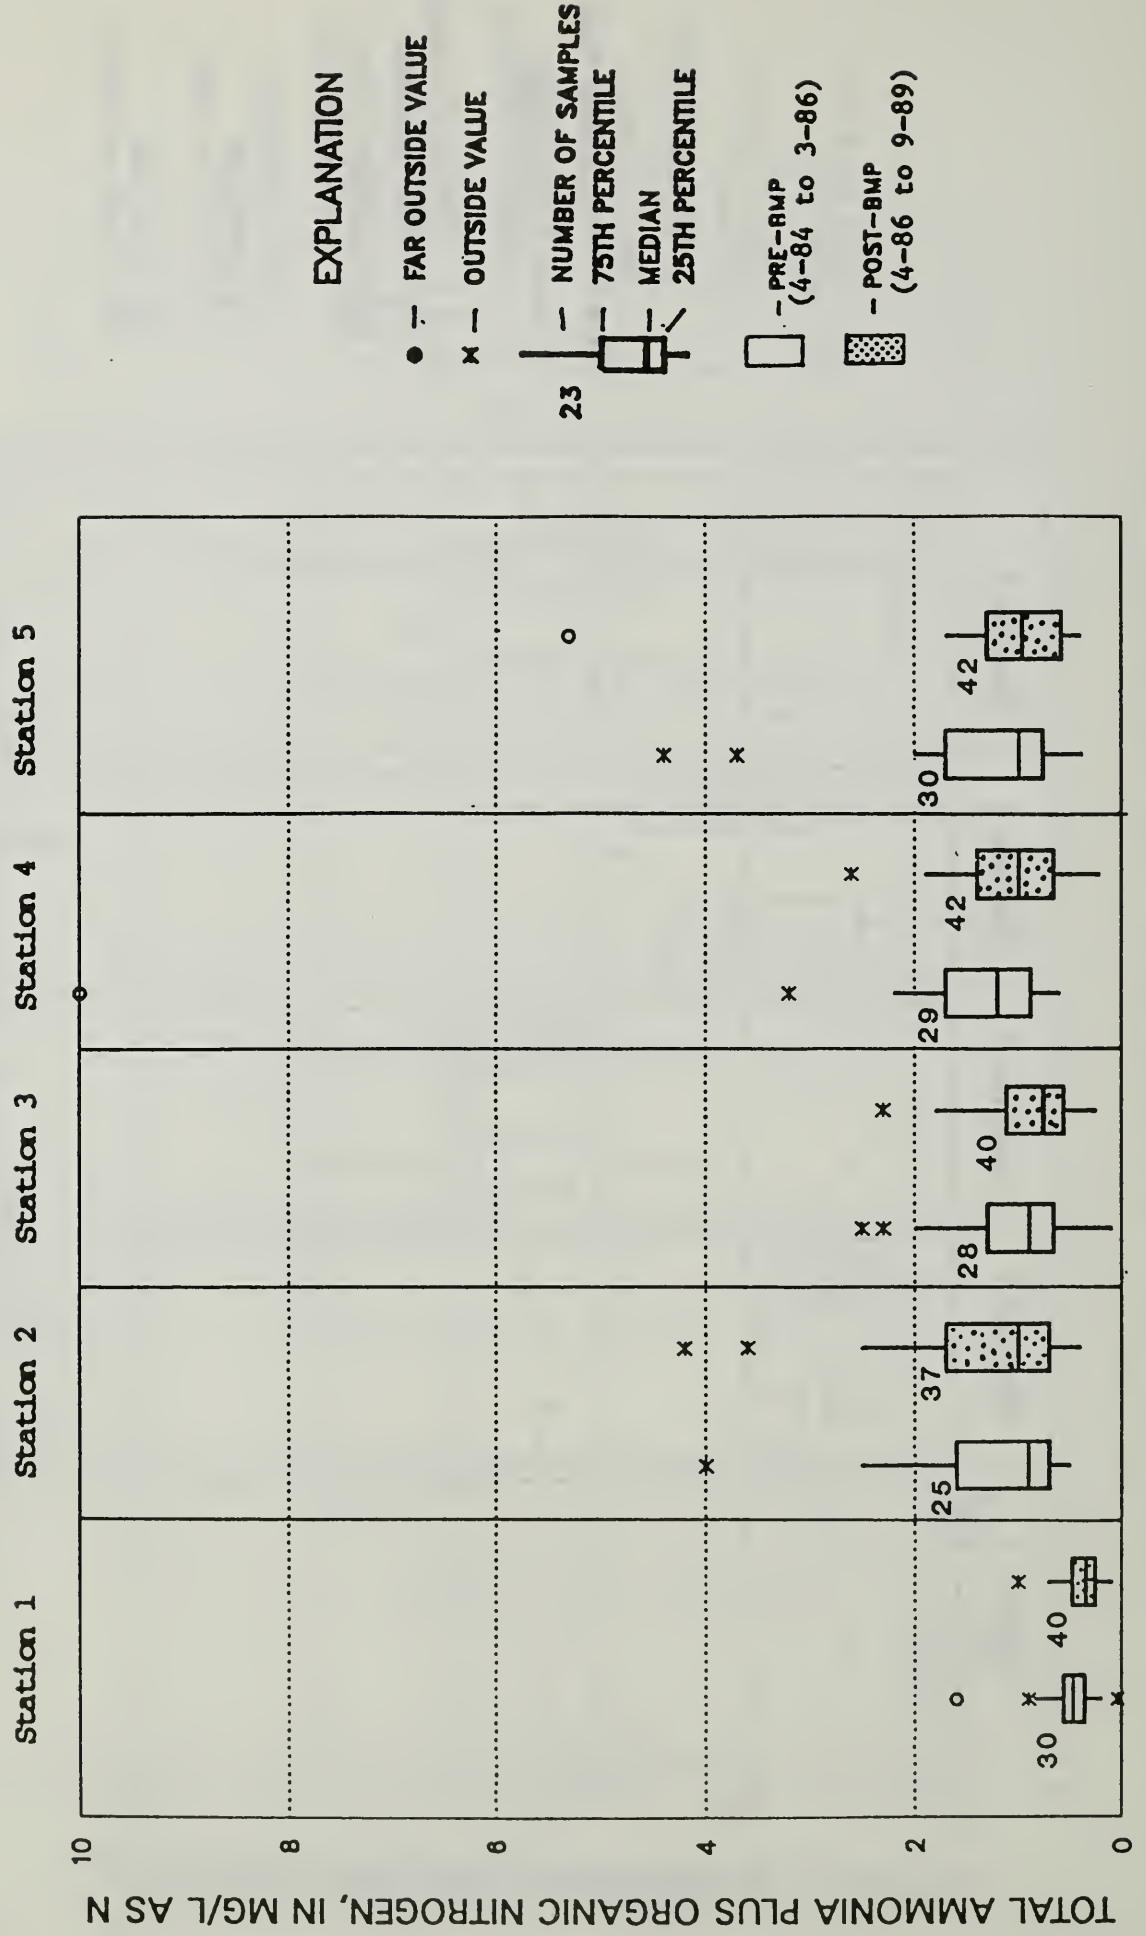 Station 1
Station 2
Station 3
Station 4
Station 5
TOTAL AMMONIA PLUS ORGANIC NITROGEN, IN MG/L AS N
10
8
6
4
2
0
30
40
25
37
28
40
29
42
30
42
EXPLANATION
— FAR OUTSIDE VALUE
— OUTSIDE VALUE
23
— NUMBER OF SAMPLES
— 75TH PERCENTILE
— MEDIAN
25TH PERCENTILE
— PRE-BMP
(4-84 to 3-86)
— POST-BMP
(4-86 to 9-89)